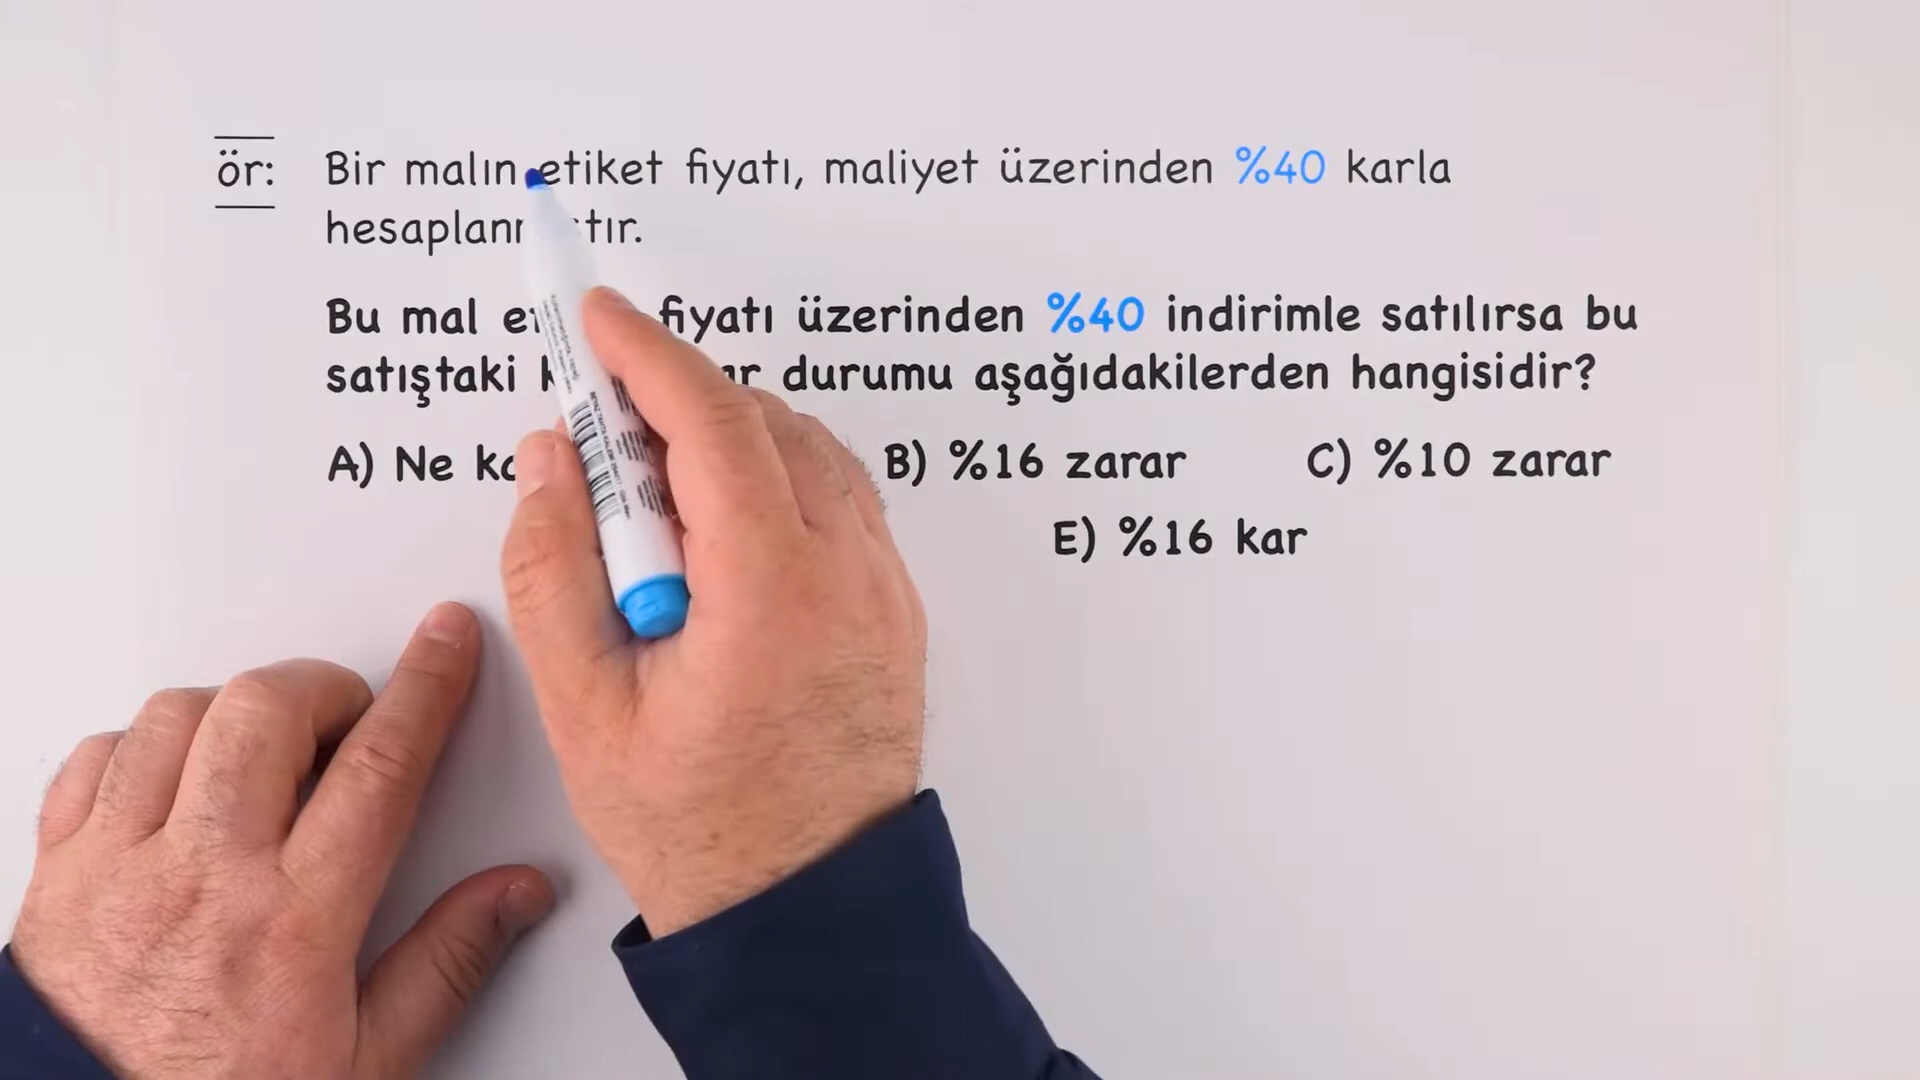 ör: Bir malın etiket fiyatı, maliyet üzerinden %40 karla
tır.
Bu mal fiyatı üzerinden %40 indirimle satılırsa bu
satıştaki durumu aşağıdakilerden hangisidir?
A) Ne B) %16 zarar C) %10 zarar
E) %16 kar